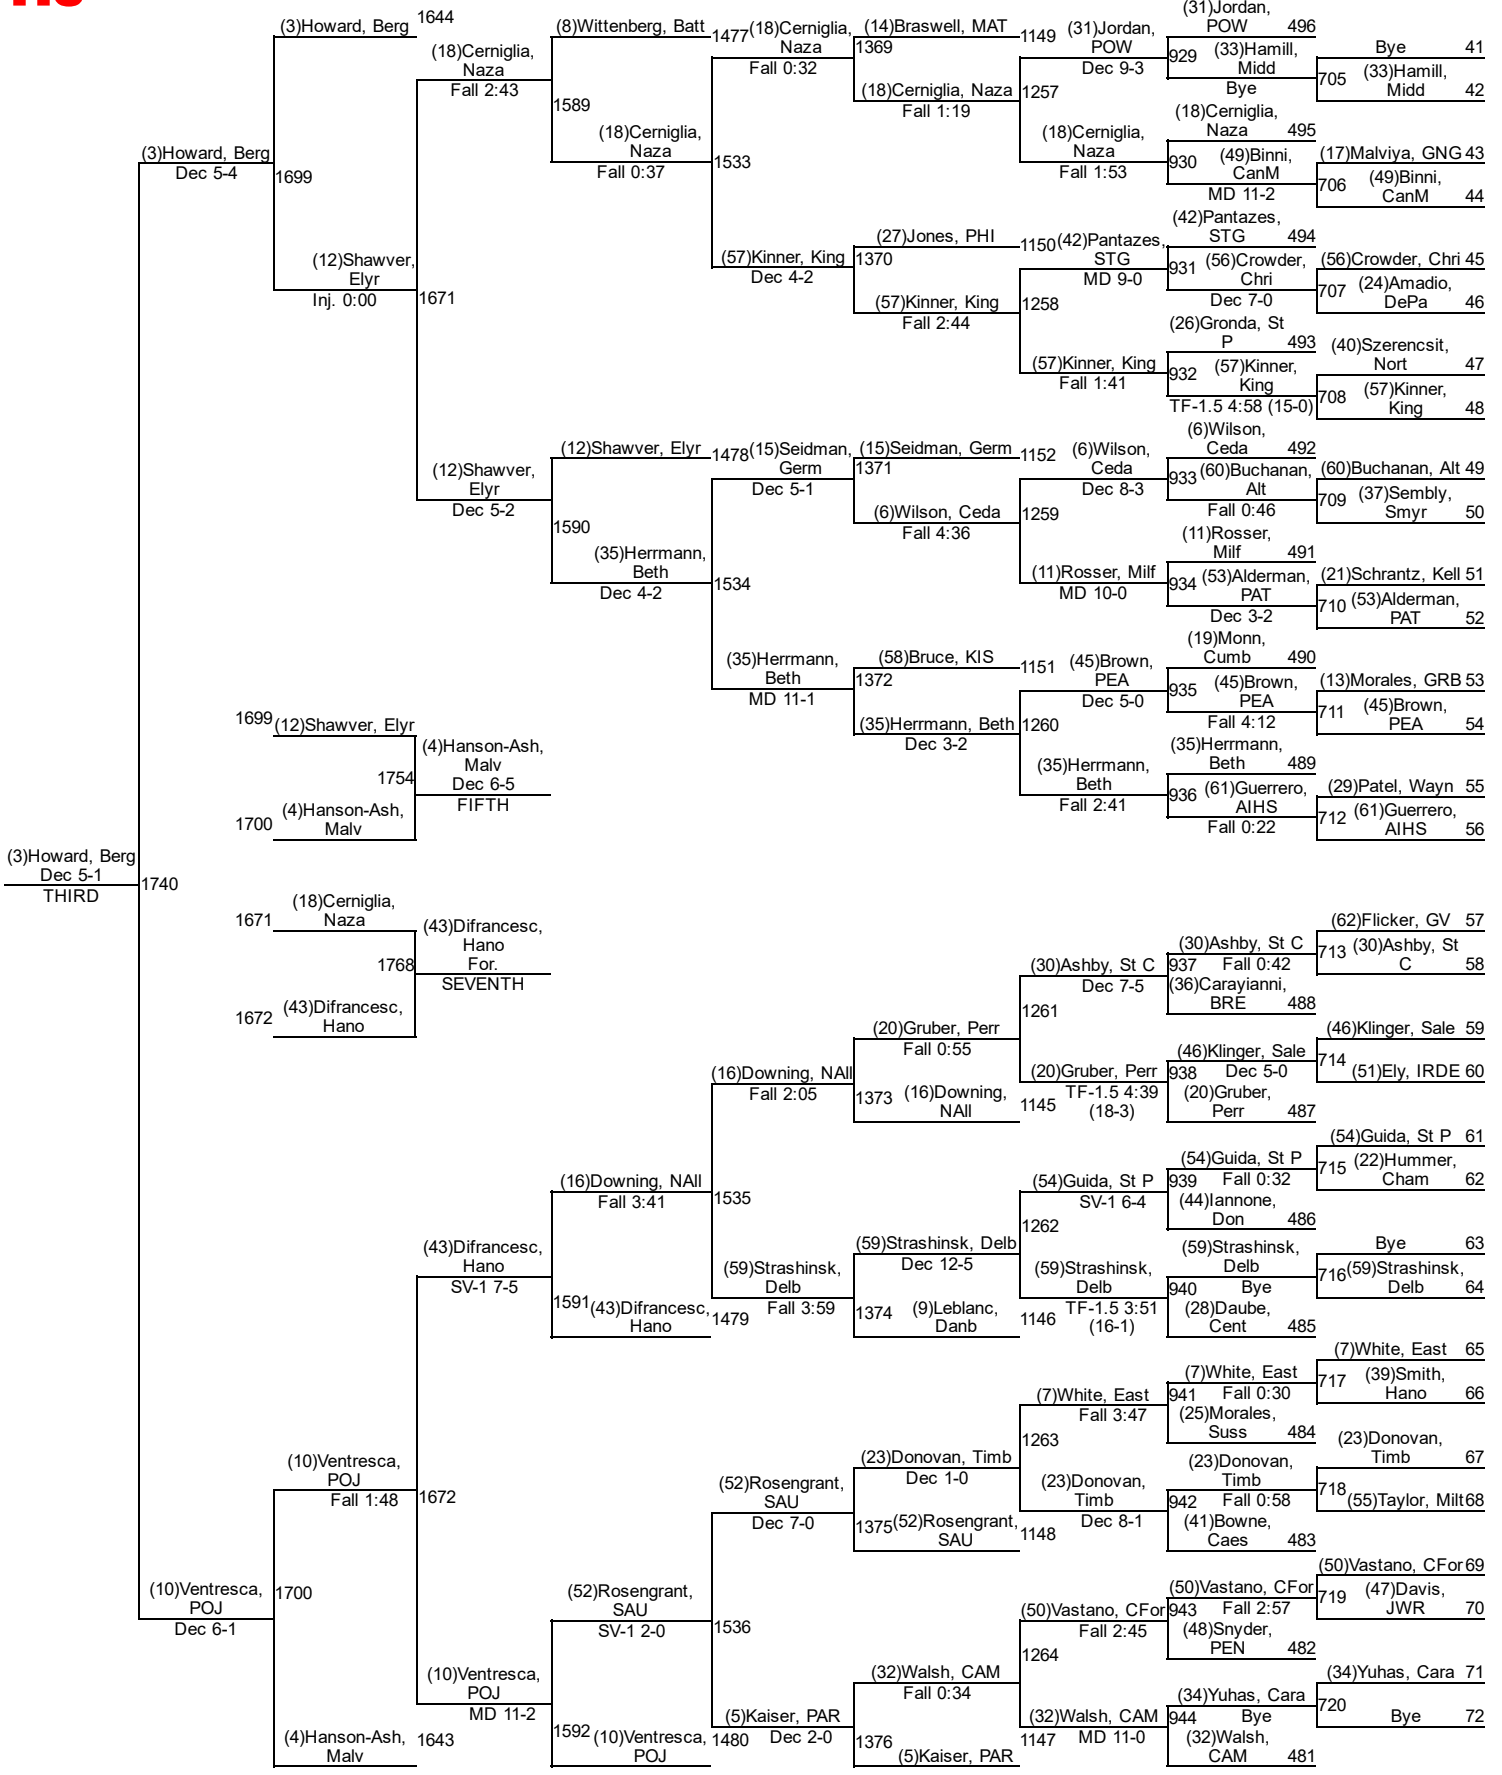 (3)Howard, Berg
1644
(18)Cerniglia,
Naza
Fall 2:43
(8)Wittenberg, Batt
1477
(18)Cerniglia,
Naza
Fall 0:32
(14)Braswell, MAT
1369
1149
(31)Jordan,
POW
Dec 9-3
(31)Jordan,
POW
496
929
(33)Hamill,
Midd
Bye
Bye
41
705
(33)Hamill,
Midd
42
1589
(18)Cerniglia, Naza
Fall 1:19
1257
(18)Cerniglia,
Naza
495
(18)Cerniglia,
Naza
Fall 0:37
1533
(18)Cerniglia,
Naza
Fall 1:53
930
(49)Binni,
CanM
MD 11-2
(17)Malviya, GNG
43
706
(49)Binni,
CanM
44
(3)Howard, Berg
Dec 5-4
1699
(12)Shawver,
Elyr
Inj. 0:00
1671
(57)Kinner, King
Dec 4-2
(27)Jones, PHI
1370
1150
(42)Pantazes,
STG
MD 9-0
(42)Pantazes,
STG
494
931
(56)Crowder,
Chri
Dec 7-0
(56)Crowder, Chri
45
707
(24)Amadio,
DePa
46
(57)Kinner, King
Fall 2:44
1258
(26)Gronda, St
P
493
(57)Kinner, King
Fall 1:41
932
(57)Kinner,
King
TF-1.5 4:58 (15-0)
(40)Szerencsit,
Nort
47
708
(57)Kinner,
King
48
(12)Shawver,
Elyr
Dec 5-2
(12)Shawver, Elyr
1478
(15)Seidman,
Germ
Dec 5-1
(15)Seidman, Germ
1371
1152
(6)Wilson,
Ceda
Dec 8-3
(6)Wilson,
Ceda
492
933
(60)Buchanan,
Alt
Fall 0:46
(60)Buchanan, Alt
49
709
(37)Sembly,
Smyr
50
1590
(6)Wilson, Ceda
Fall 4:36
1259
(11)Rosser,
Milf
491
(35)Herrmann,
Beth
Dec 4-2
1534
(11)Rosser, Milf
MD 10-0
934
(53)Alderman,
PAT
Dec 3-2
(21)Schrantz, Kell
51
710
(53)Alderman,
PAT
52
(35)Herrmann,
Beth
MD 11-1
(58)Bruce, KIS
1372
1151
(45)Brown,
PEA
Dec 5-0
(19)Monn,
Cumb
490
935
(45)Brown,
PEA
Fall 4:12
(13)Morales, GRB
53
711
(45)Brown,
PEA
54
(35)Herrmann, Beth
Dec 3-2
1260
(35)Herrmann,
Beth
489
(35)Herrmann,
Beth
Fall 2:41
936
(61)Guerrero,
AIHS
Fall 0:22
(29)Patel, Wayn
55
712
(61)Guerrero,
AIHS
56
1699
(12)Shawver, Elyr
1754
(4)Hanson-Ash,
Malv
Dec 6-5
FIFTH
1700
(4)Hanson-Ash,
Malv
(3)Howard, Berg
Dec 5-1
THIRD
1740
1671
(18)Cerniglia,
Naza
1768
(43)Difrancesc,
Hano
For.
SEVENTH
1672
(43)Difrancesc,
Hano
(62)Flicker, GV
57
713
(30)Ashby, St
C
58
(30)Ashby, St C
937
Fall 0:42
(36)Carayianni,
BRE
488
(30)Ashby, St C
Dec 7-5
1261
(20)Gruber, Perr
Fall 0:55
(46)Klinger, Sale
59
714
(51)Ely, IRDE
60
(46)Klinger, Sale
938
Dec 5-0
(20)Gruber,
Perr
487
(20)Gruber, Perr
TF-1.5 4:39
(18-3)
(16)Downing, NAll
Fall 2:05
1373
(16)Downing,
NAll
1145
(16)Downing, NAll
Fall 3:41
1535
(54)Guida, St P
61
715
(22)Hummer,
Cham
62
(54)Guida, St P
939
Fall 0:32
(44)Iannone,
Don
486
(54)Guida, St P
SV-1 6-4
1262
(59)Strashinsk, Delb
Dec 12-5
Bye
63
716
(59)Strashinsk,
Delb
64
(59)Strashinsk,
Delb
940
Bye
(28)Daube,
Cent
485
(59)Strashinsk,
Delb
TF-1.5 3:51
(16-1)
(59)Strashinsk,
Delb
Fall 3:59
1374
(9)Leblanc,
Danb
1146
(43)Difrancesc,
Hano
SV-1 7-5
1591
(43)Difrancesc,
Hano
1479
(7)White, East
65
717
(39)Smith,
Hano
66
(7)White, East
941
Fall 0:30
(25)Morales,
Suss
484
(7)White, East
Fall 3:47
1263
(23)Donovan, Timb
Dec 1-0
(23)Donovan,
Timb
67
718
(55)Taylor, Milt
68
(23)Donovan,
Timb
942
Fall 0:58
(41)Bowne,
Caes
483
(23)Donovan,
Timb
Dec 8-1
(52)Rosengrant,
SAU
Dec 7-0
1375
(52)Rosengrant,
SAU
1148
(10)Ventresca,
POJ
Fall 1:48
1672
(10)Ventresca,
POJ
Dec 6-1
1700
(52)Rosengrant,
SAU
SV-1 2-0
1536
(50)Vastano, CFor
69
719
(47)Davis,
JWR
70
(50)Vastano, CFor
943
Fall 2:57
(48)Snyder,
PEN
482
(50)Vastano, CFor
Fall 2:45
1264
(32)Walsh, CAM
Fall 0:34
(34)Yuhas, Cara
71
720
Bye
72
(34)Yuhas, Cara
944
Bye
(32)Walsh,
CAM
481
(32)Walsh, CAM
MD 11-0
1147
(5)Kaiser, PAR
Dec 2-0
1376
(5)Kaiser, PAR
(10)Ventresca,
POJ
MD 11-2
1592
(10)Ventresca,
POJ
1480
(4)Hanson-Ash,
Malv
1643